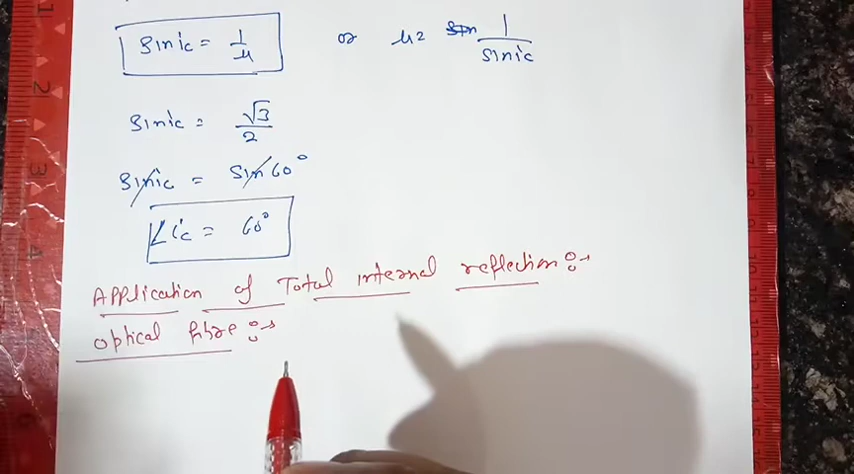 sin ic = 1/μ or μ = 1/sin ic
sin ic = √3/2
sin ic = sin 60°
∠ic = 60°
Application of Total internal reflection :→
optical fibre :→